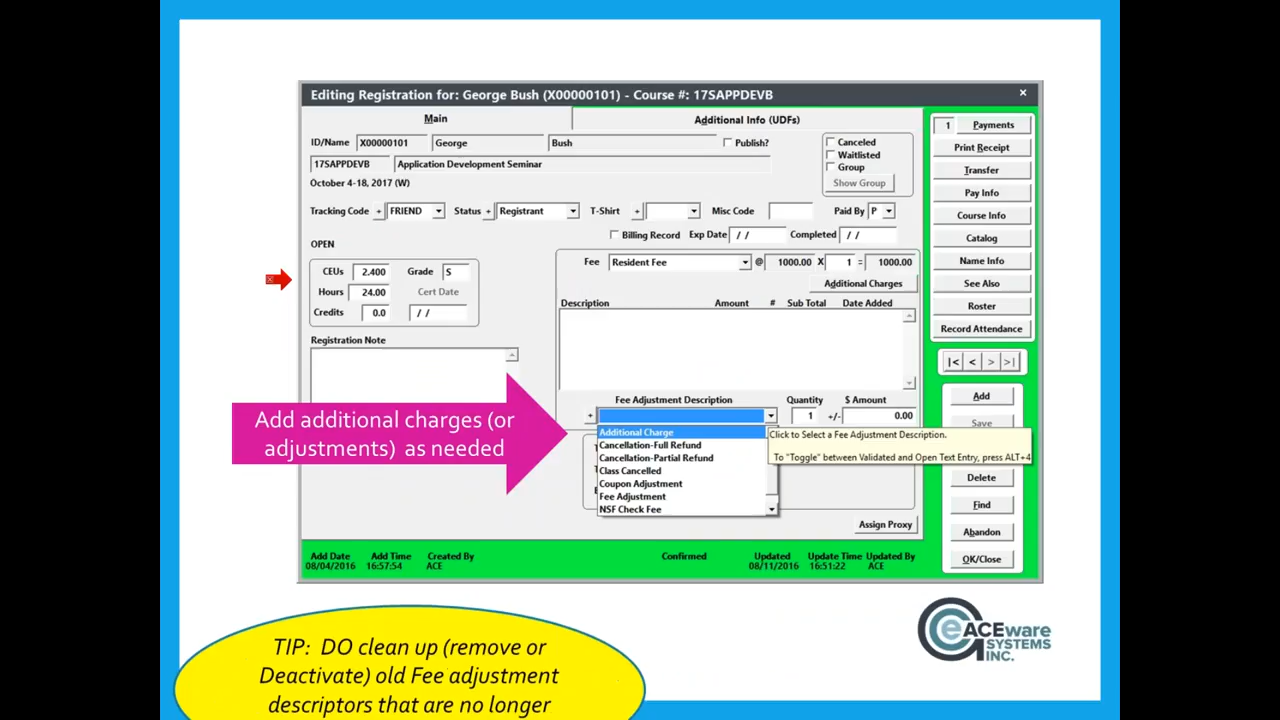 Editing Registration for: George Bush (X00000101) - Course #: 17SAPPDEVB
×
Main
Additional Info (UDFs)
ID/Name X00000101 George Bush Publish?
17SAPPDEVB Application Development Seminar
October 4-18, 2017 (W)
Canceled
Waitlisted
Group
Show Group
Tracking Code + FRIEND Status + Registrant T-Shirt + Misc Code Paid By P
Billing Record Exp Date / / Completed / /
OPEN
CEUs 2.400 Grade S
Hours 24.00 Cert Date
Credits 0.0 / /
Registration Note
Fee Resident Fee @ 1000.00 X 1 = 1000.00
Additional Charges
Description Amount # Sub Total Date Added
Fee Adjustment Description Quantity $ Amount
+ 1 +/- 0.00
Additional Charge
Cancellation-Full Refund
Cancellation-Partial Refund
Class Cancelled
Coupon Adjustment
Fee Adjustment
NSF Check Fee
Click to Select a Fee Adjustment Description.
To "Toggle" between Validated and Open Text Entry, press ALT+4
Assign Proxy
1 Payments
Print Receipt
Transfer
Pay Info
Course Info
Catalog
Name Info
See Also
Roster
Record Attendance
|< < > >|
Add
Save
Delete
Find
Abandon
OK/Close
Add Date Add Time Created By Confirmed Updated Update Time Updated By
08/04/2016 16:57:54 ACE 08/11/2016 16:51:22 ACE
Add additional charges (or
adjustments) as needed
TIP: DO clean up (remove or
Deactivate) old Fee adjustment
descriptors that are no longer
eACEware
SYSTEMS
INC.